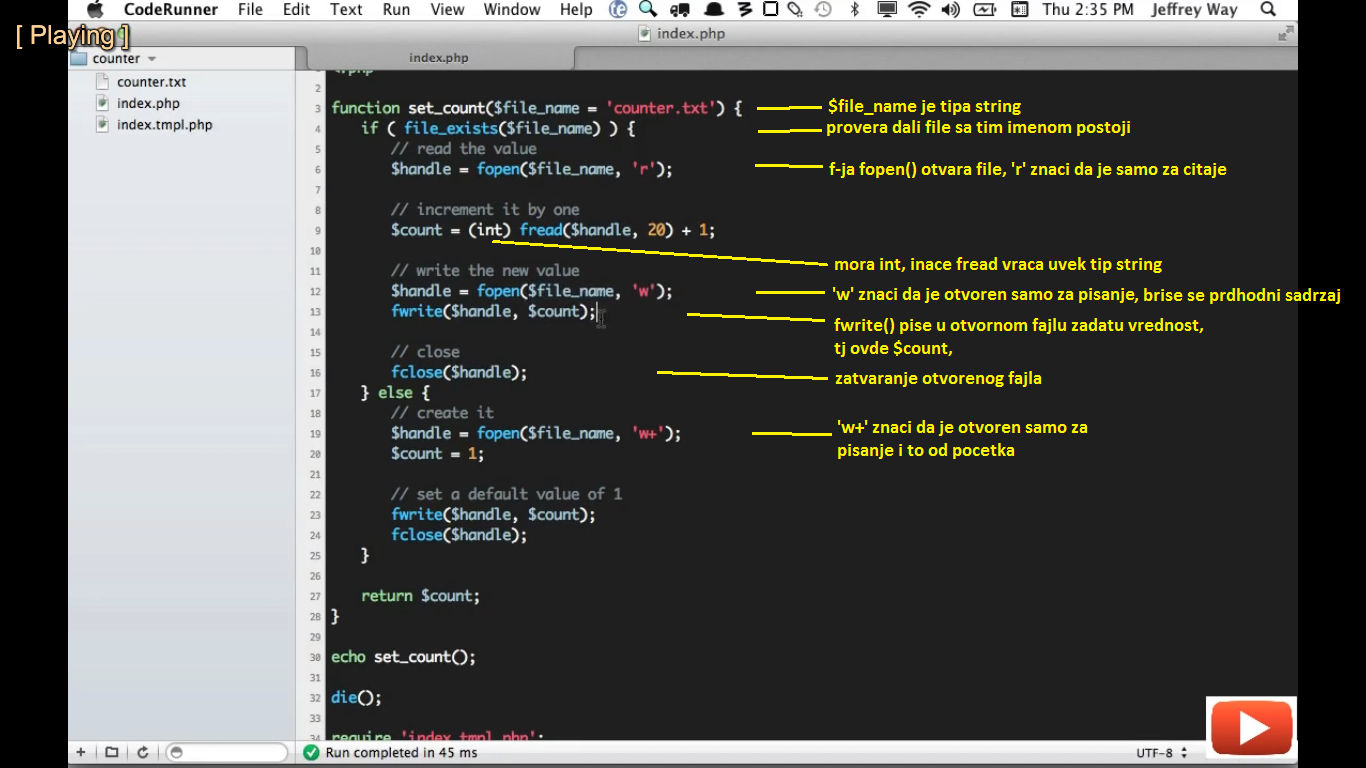 CodeRunner File Edit Text Run View Window Help Thu 2:35 PM Jeffrey Way
[ Playing ]
index.php
counter
index.php
counter.txt
index.php
index.tmpl.php
<?php
2
3 function set_count($file_name = 'counter.txt') {
$file_name je tipa string
4 if ( file_exists($file_name) ) {
provera dali file sa tim imenom postoji
5 // read the value
6 $handle = fopen($file_name, 'r');
f-ja fopen() otvara file, 'r' znaci da je samo za citaje
7
8 // increment it by one
9 $count = (int) fread($handle, 20) + 1;
10
mora int, inace fread vraca uvek tip string
11 // write the new value
12 $handle = fopen($file_name, 'w');
'w' znaci da je otvoren samo za pisanje, brise se prdhodni sadrzaj
13 fwrite($handle, $count);
fwrite() pise u otvornom fajlu zadatu vrednost,
14
tj ovde $count,
15 // close
16 fclose($handle);
zatvaranje otvorenog fajla
17 } else {
18 // create it
19 $handle = fopen($file_name, 'w+');
'w+' znaci da je otvoren samo za
20 $count = 1;
pisanje i to od pocetka
21
22 // set a default value of 1
23 fwrite($handle, $count);
24 fclose($handle);
25 }
26
27 return $count;
28 }
29
30 echo set_count();
31
32 die();
33
34 require 'index.tmpl.php';
Run completed in 45 ms
UTF-8